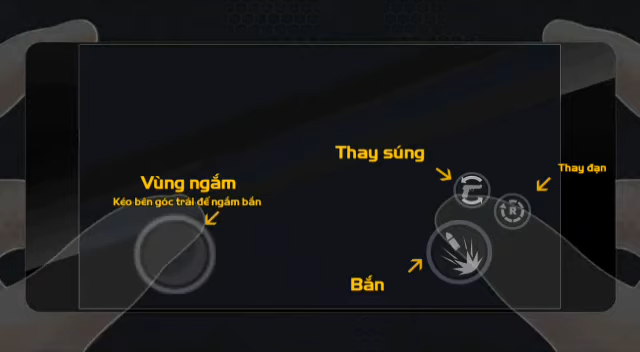 Thay súng
Thay đạn
Vùng ngắm
Kéo bên góc trái để ngắm bắn
R
Bắn